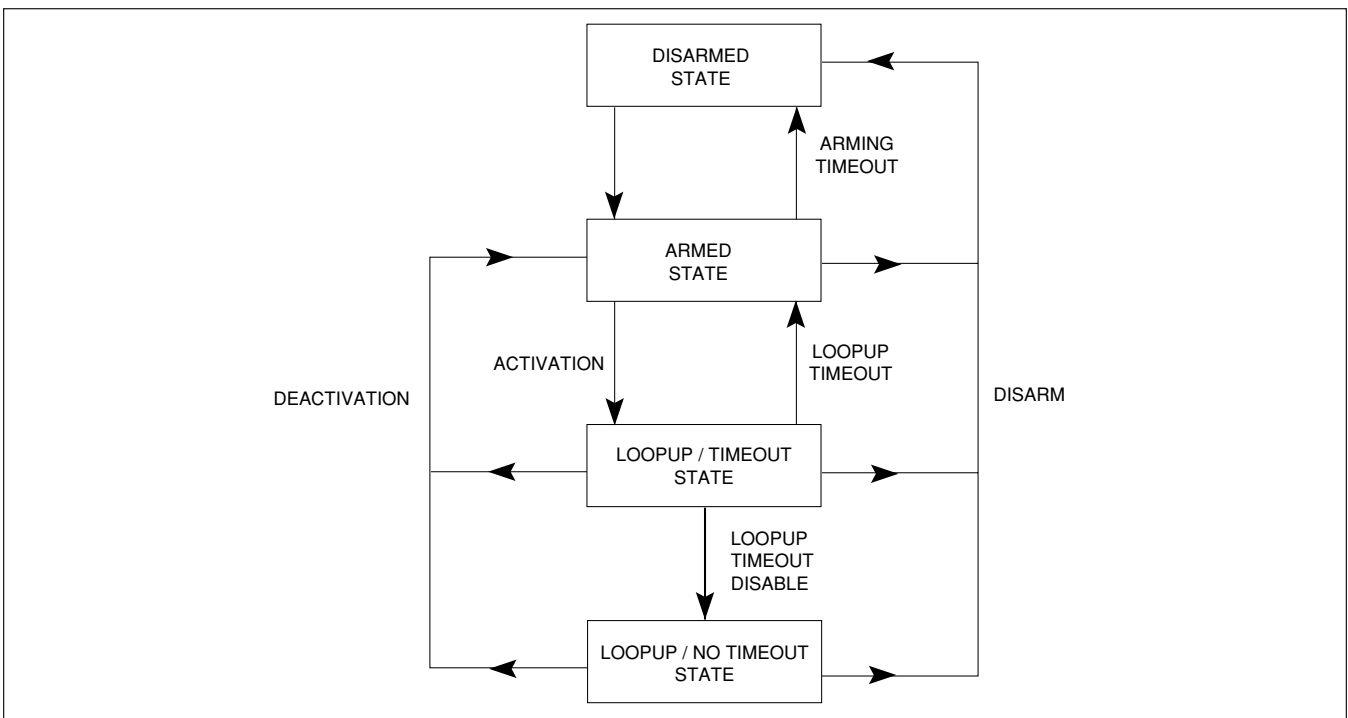 DISARMED
STATE
ARMING
TIMEOUT
ARMED
STATE
ACTIVATION
LOOPUP
TIMEOUT
DEACTIVATION
DISARM
LOOPUP / TIMEOUT
STATE
LOOPUP
TIMEOUT
DISABLE
LOOPUP / NO TIMEOUT
STATE